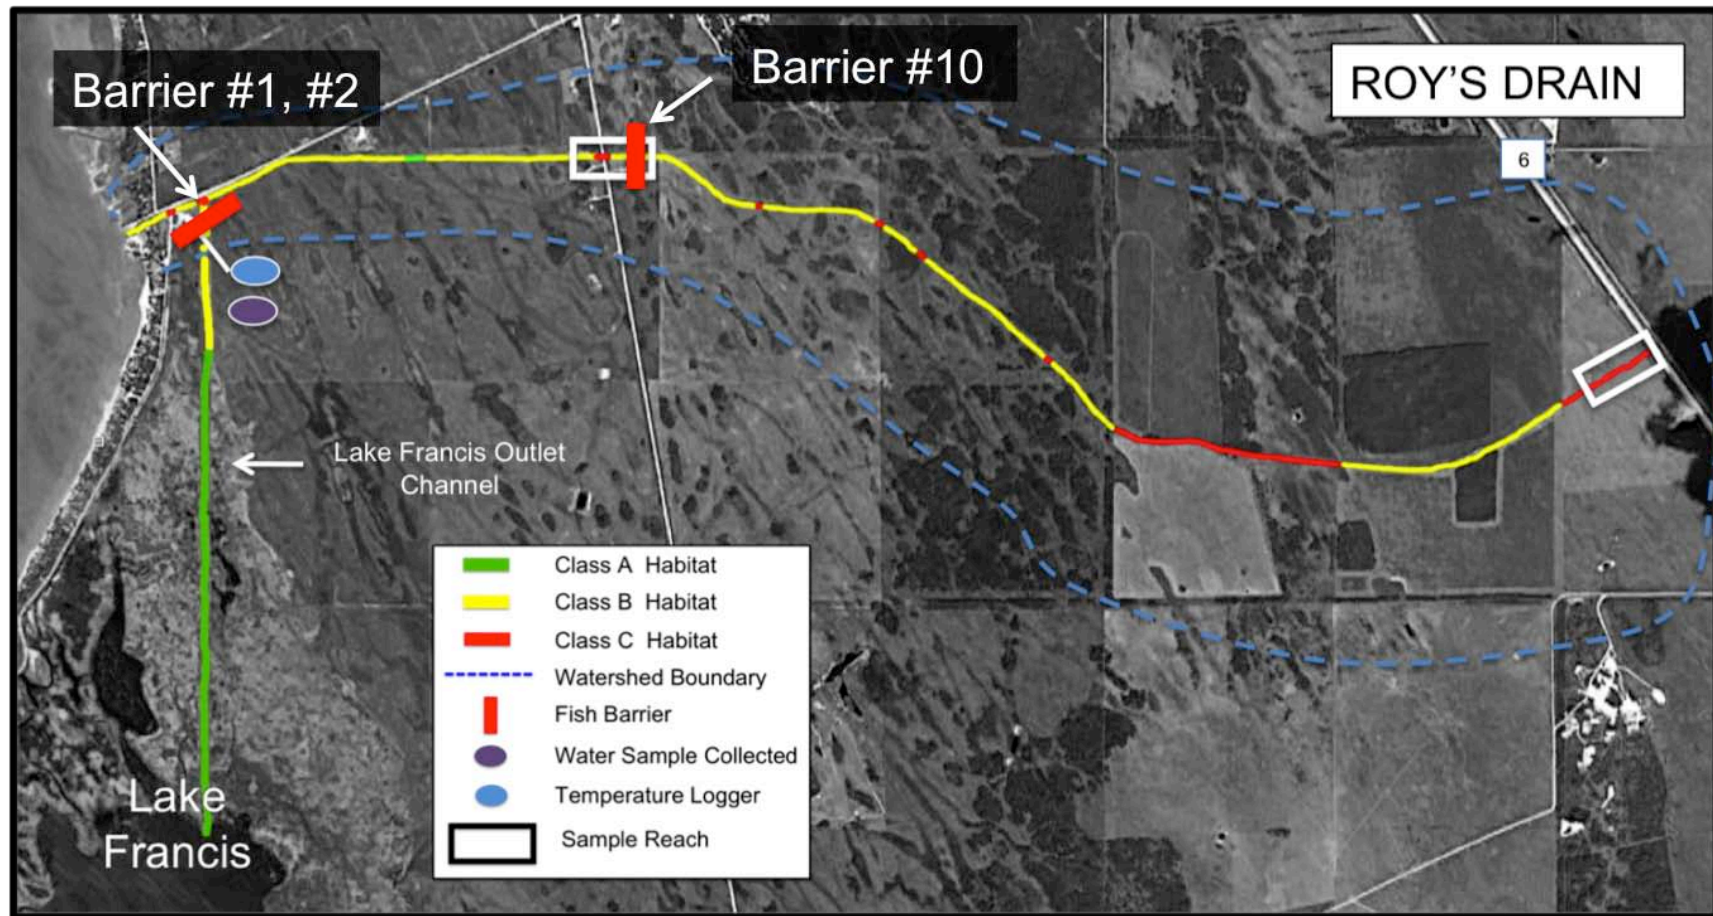 Barrier #1, #2
Barrier #10
ROY'S DRAIN
6
Lake Francis Outlet
Channel
Class A Habitat
Class B Habitat
Class C Habitat
Watershed Boundary
Fish Barrier
Water Sample Collected
Temperature Logger
Sample Reach
Lake
Francis